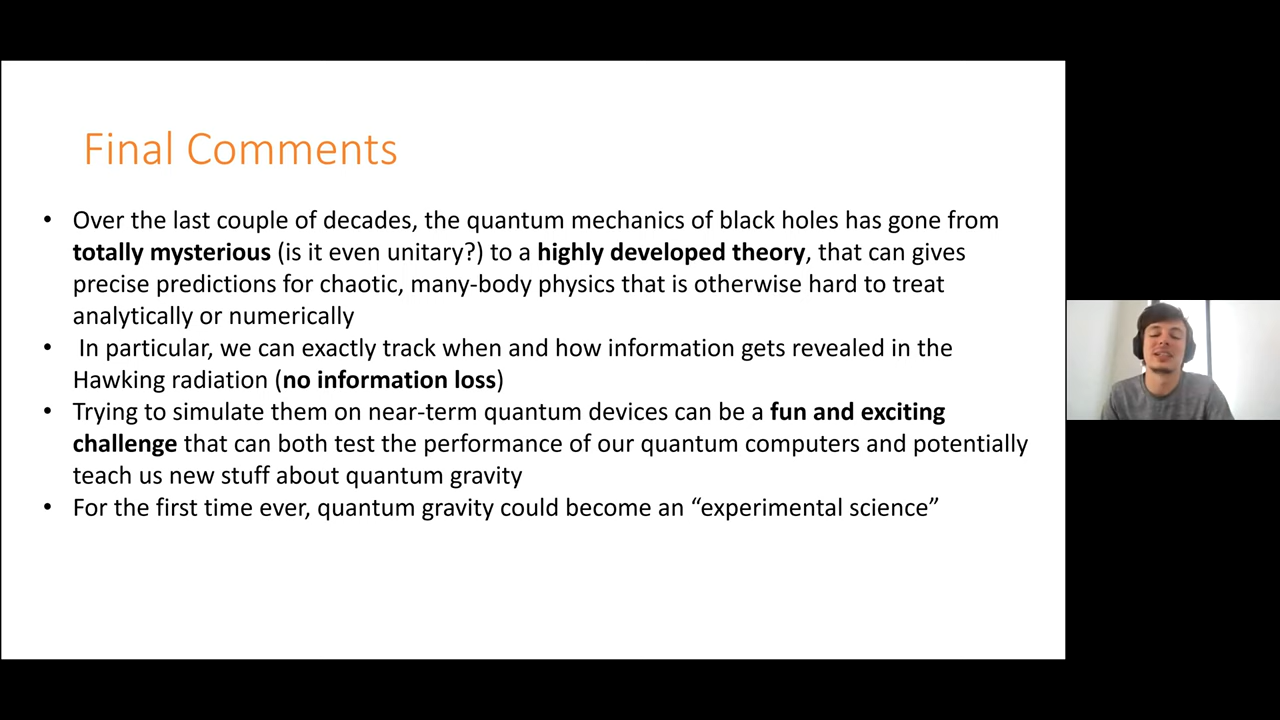 Final Comments
• Over the last couple of decades, the quantum mechanics of black holes has gone from
totally mysterious (is it even unitary?) to a highly developed theory, that can gives
precise predictions for chaotic, many-body physics that is otherwise hard to treat
analytically or numerically
• In particular, we can exactly track when and how information gets revealed in the
Hawking radiation (no information loss)
• Trying to simulate them on near-term quantum devices can be a fun and exciting
challenge that can both test the performance of our quantum computers and potentially
teach us new stuff about quantum gravity
• For the first time ever, quantum gravity could become an “experimental science”